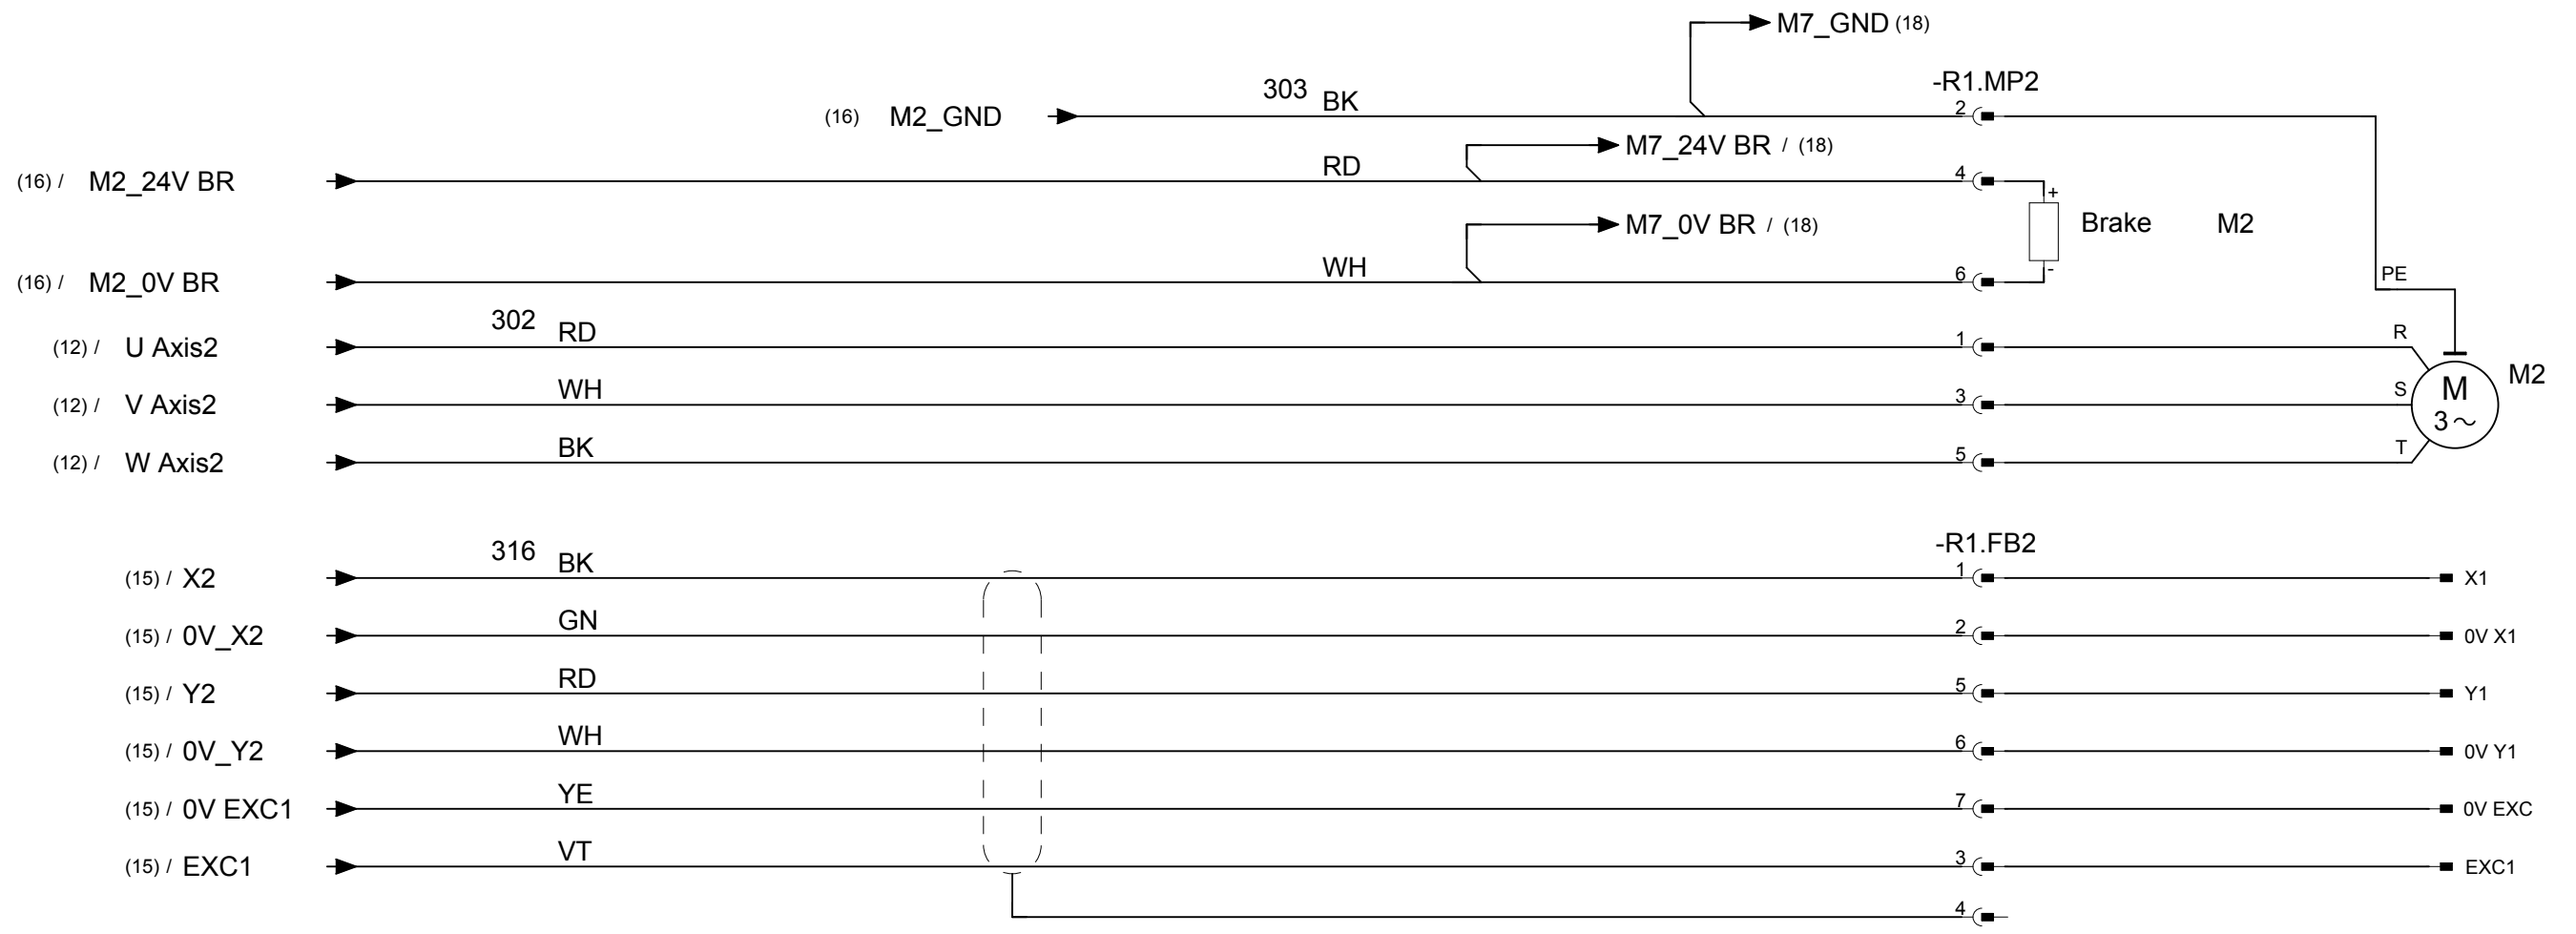 M7_GND (18)
-R1.MP2
303 BK
(16) M2_GND 2
M7_24V BR / (18)
RD
(16) / M2_24V BR 4
+
M7_0V BR / (18)
Brake M2
WH
-
(16) / M2_0V BR 6
PE
302 RD
(12) / U Axis2 1 R
WH
(12) / V Axis2 3 S
M 3~ M2
BK
(12) / W Axis2 5 T
-R1.FB2
316 BK
(15) / X2 1 X1
GN
(15) / 0V_X2 2 0V X1
RD
(15) / Y2 5 Y1
WH
(15) / 0V_Y2 6 0V Y1
YE
(15) / 0V EXC1 7 0V EXC
VT
(15) / EXC1 3 EXC1
4